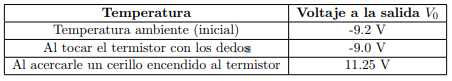 Temperatura Voltaje a la salida V₀
Temperatura ambiente (inicial) -9.2 V
Al tocar el termistor con los dedos -9.0 V
Al acercarle un cerillo encendido al termistor 11.25 V